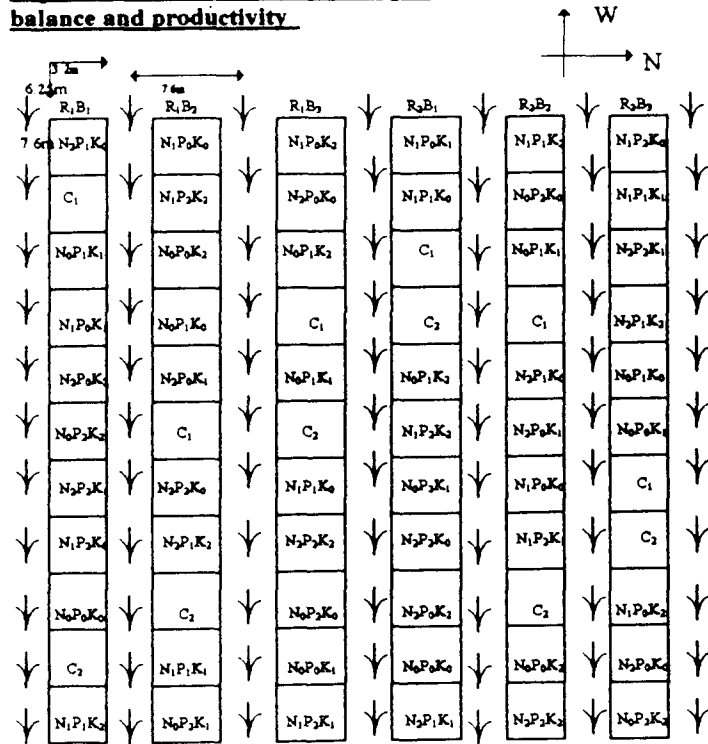 balance and productivity
W
N
3 2m
7 6m
6.25m
R₁B₁ R₁B₂ R₁B₃ R₂B₁ R₂B₂ R₂B₃
7 6m N₂P₁K₀ N₁P₀K₀ N₁P₀K₂ N₁P₀K₁ N₁P₁K₂ N₁P₂K₀
C₁ N₁P₂K₂ N₂P₀K₀ N₁P₁K₀ N₀P₂K₀ N₁P₁K₁
N₀P₁K₁ N₀P₀K₂ N₀P₁K₂ C₁ N₀P₁K₁ N₂P₂K₁
N₁P₀K N₀P₁K₀ C₁ C₂ C₁ N₂P₁K₂
N₂P₀K₁ N₀P₁K₁ N₀P₁K₂ N₂P₁K₀ N₀P₁K₀
N₀P₂K₂ C₁ C₂ N₁P₂K₂ N₂P₀K₁ N₀P₀K₁
N₂P₂K₁ N₂P₂K₀ N₁P₁K₀ N₀P₂K₁ N₁P₀K₀ C₁
N₁P₂K₀ N₂P₁K₂ N₂P₂K₂ N₂P₂K₀ N₁P₂K₁ C₂
N₀P₀K₀ C₂ N₀P₂K₀ N₂P₀K₂ C₂ N₁P₀K₂
C₂ N₁P₁K₁ N₀P₀K₁ N₀P₀K₀ N₀P₀K₂ N₂P₀K₀
N₁P₁K₂ N₀P₂K₁ N₁P₂K₁ N₂P₁K₁ N₂P₂K₂ N₀P₂K₂